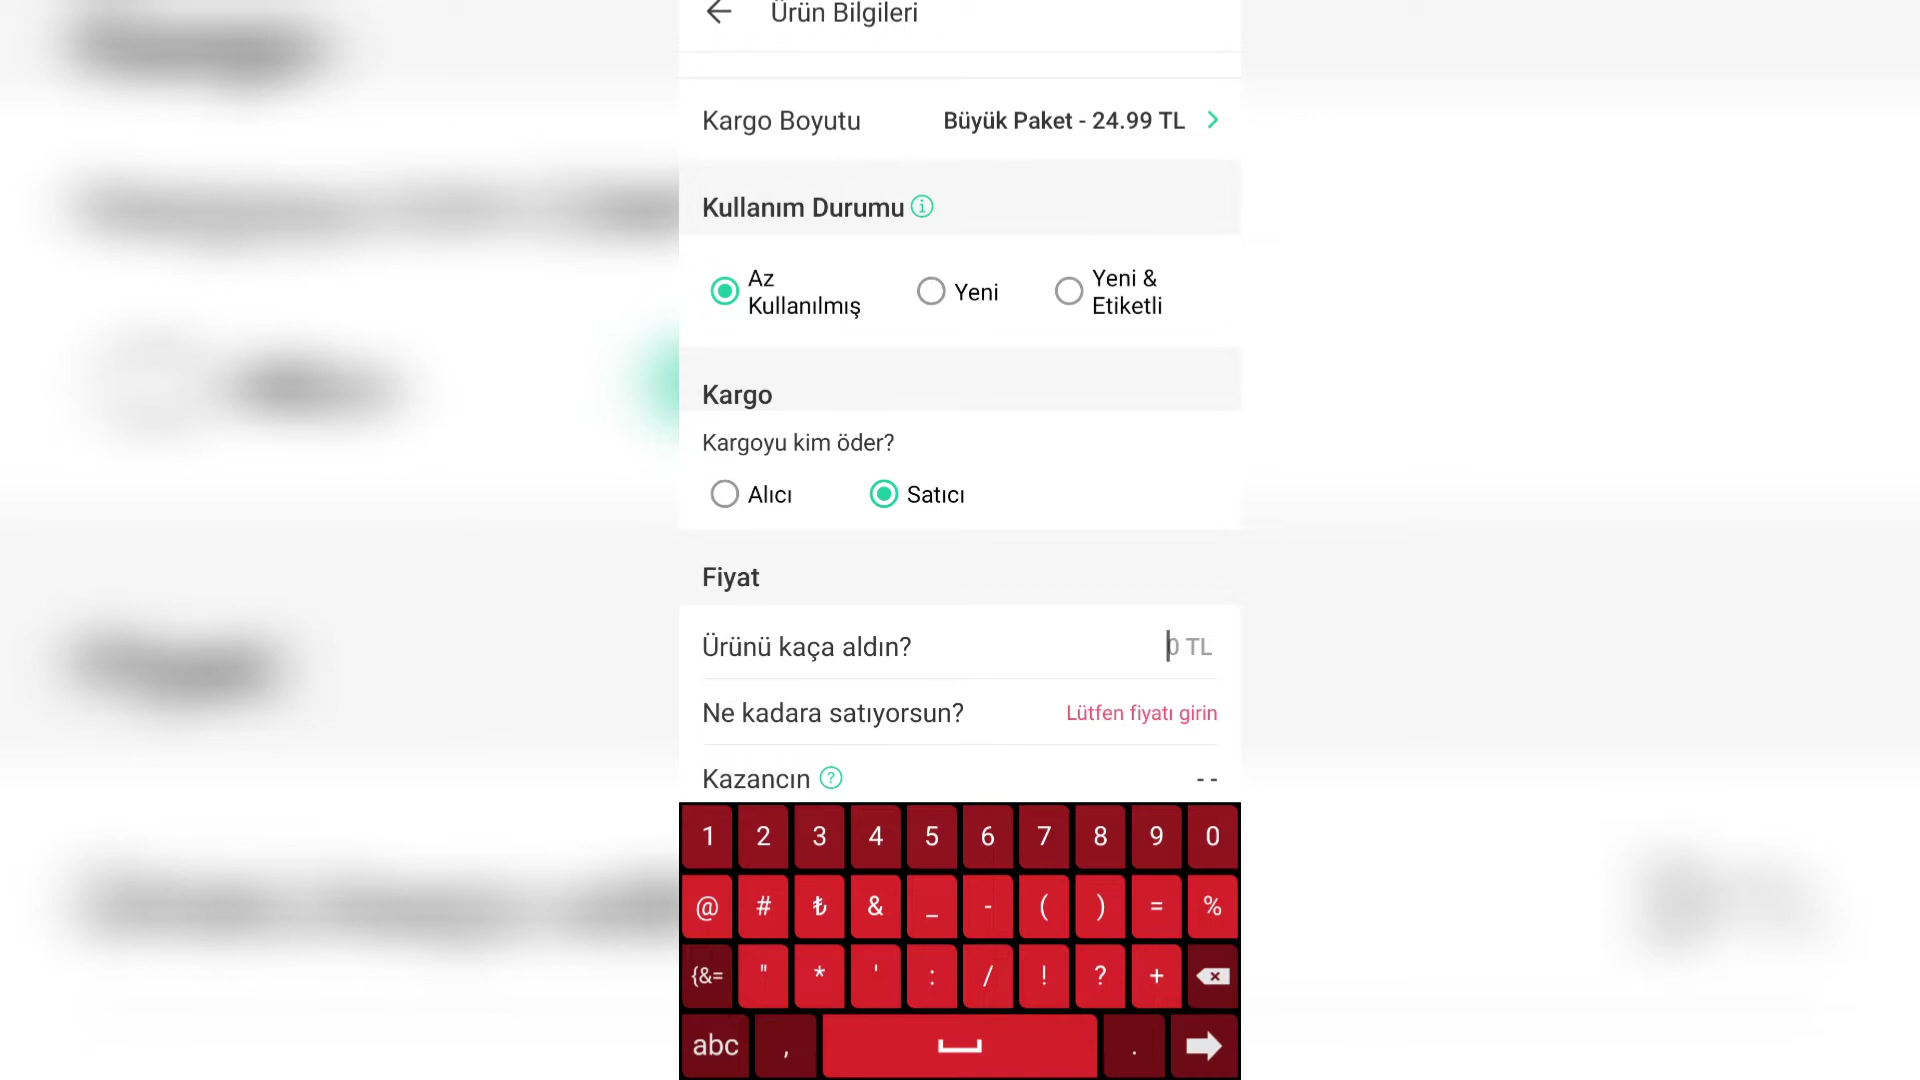 Ürün Bilgileri
Kargo Boyutu Büyük Paket - 24.99 TL
Kullanım Durumu
Az Kullanılmış
Yeni
Yeni & Etiketli
Kargo
Kargoyu kim öder?
Alıcı Satıcı
Fiyat
Ürünü kaça aldın? 0 TL
Ne kadara satıyorsun? Lütfen fiyatı girin
Kazancın ? --
1 2 3 4 5 6 7 8 9 0
@ # ₺ & _ - ( ) = %
{&= " * ' : / ! ? +
abc , .